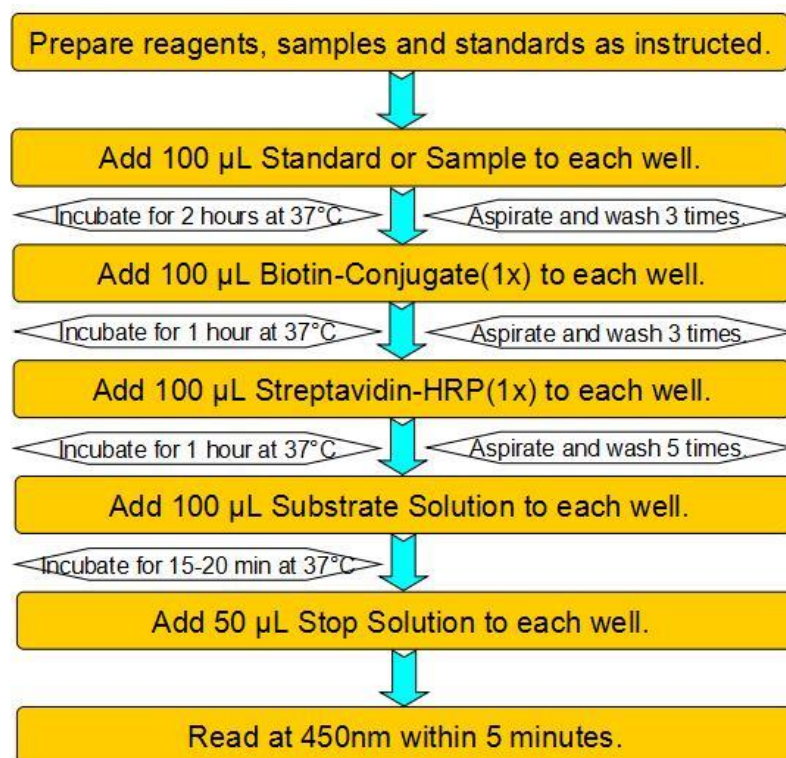 Prepare reagents, samples and standards as instructed.
Add 100 µL Standard or Sample to each well.
Incubate for 2 hours at 37°C
Aspirate and wash 3 times.
Add 100 µL Biotin-Conjugate(1x) to each well.
Incubate for 1 hour at 37°C
Aspirate and wash 3 times.
Add 100 µL Streptavidin-HRP(1x) to each well.
Incubate for 1 hour at 37°C
Aspirate and wash 5 times.
Add 100 µL Substrate Solution to each well.
Incubate for 15-20 min at 37°C
Add 50 µL Stop Solution to each well.
Read at 450nm within 5 minutes.